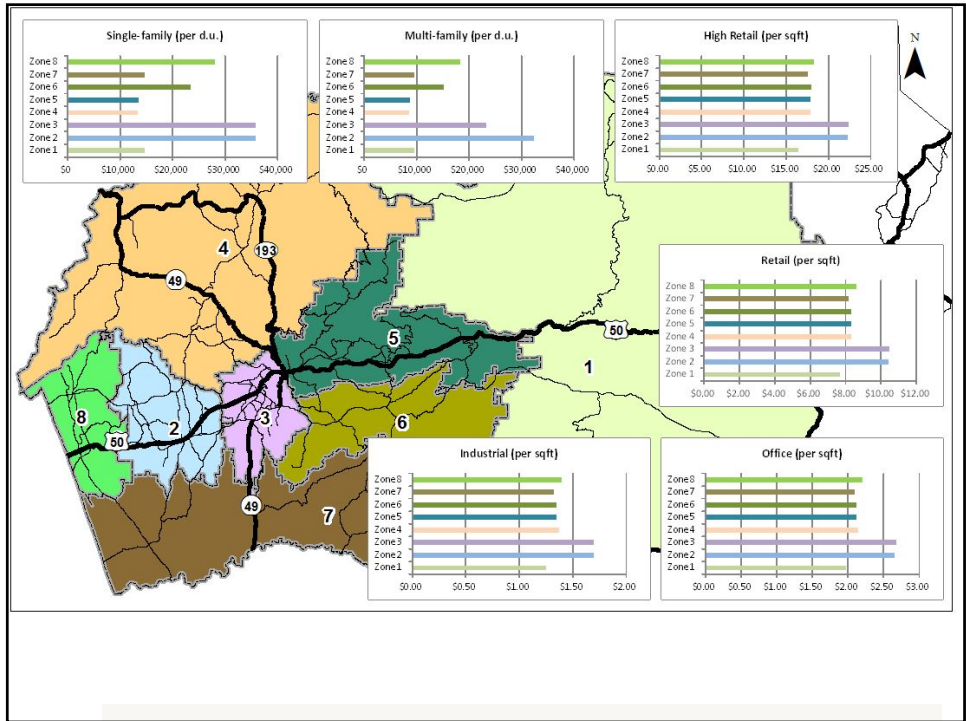 Single-family (per d.u.)
Zone 8
Zone 7
Zone 6
Zone 5
Zone 4
Zone 3
Zone 2
Zone 1
$0 $10,000 $20,000 $30,000 $40,000
Multi-family (per d.u.)
Zone 8
Zone 7
Zone 6
Zone 5
Zone 4
Zone 3
Zone 2
Zone 1
$0 $10,000 $20,000 $30,000 $40,000
High Retail (per sqft)
Zone 8
Zone 7
Zone 6
Zone 5
Zone 4
Zone 3
Zone 2
Zone 1
$0.00 $5.00 $10.00 $15.00 $20.00 $25.00
N
4
193
49
Retail (per sqft)
Zone 8
Zone 7
Zone 6
Zone 5
Zone 4
Zone 3
Zone 2
Zone 1
$0.00 $2.00 $4.00 $6.00 $8.00 $10.00 $12.00
5
50
1
8
2
3
6
50
49
7
Industrial (per sqft)
Zone 8
Zone 7
Zone 6
Zone 5
Zone 4
Zone 3
Zone 2
Zone 1
$0.00 $0.50 $1.00 $1.50 $2.00
Office (per sqft)
Zone 8
Zone 7
Zone 6
Zone 5
Zone 4
Zone 3
Zone 2
Zone 1
$0.00 $0.50 $1.00 $1.50 $2.00 $2.50 $3.00